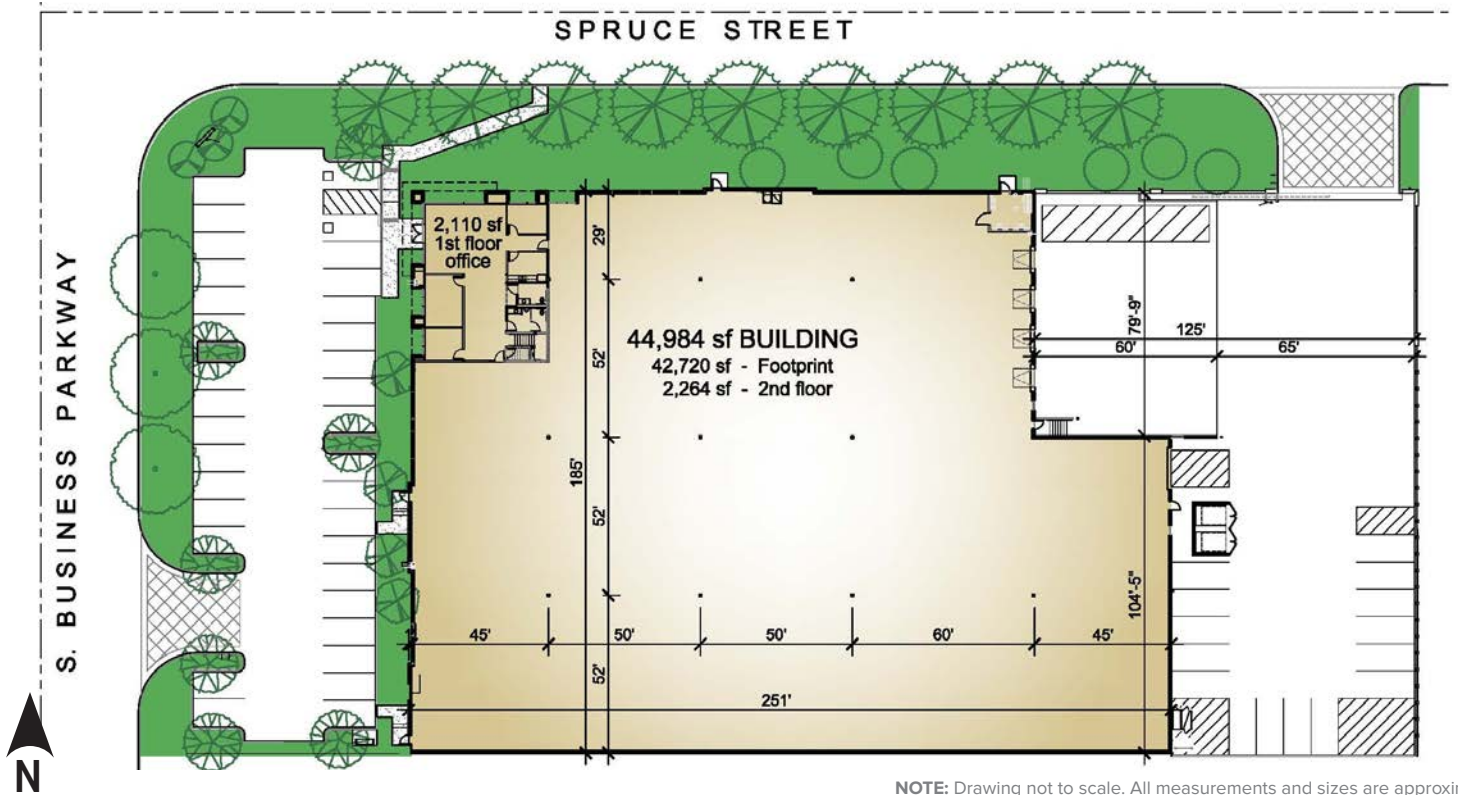 SPRUCE STREET
S. BUSINESS PARKWAY
2,110 sf
1st floor
office
29'
44,984 sf BUILDING
42,720 sf - Footprint
2,264 sf - 2nd floor
52'
79'-9"
125'
60'
65'
185'
52'
104'-5"
45'
50'
50'
60'
45'
52'
251'
N
NOTE: Drawing not to scale. All measurements and sizes are approxi